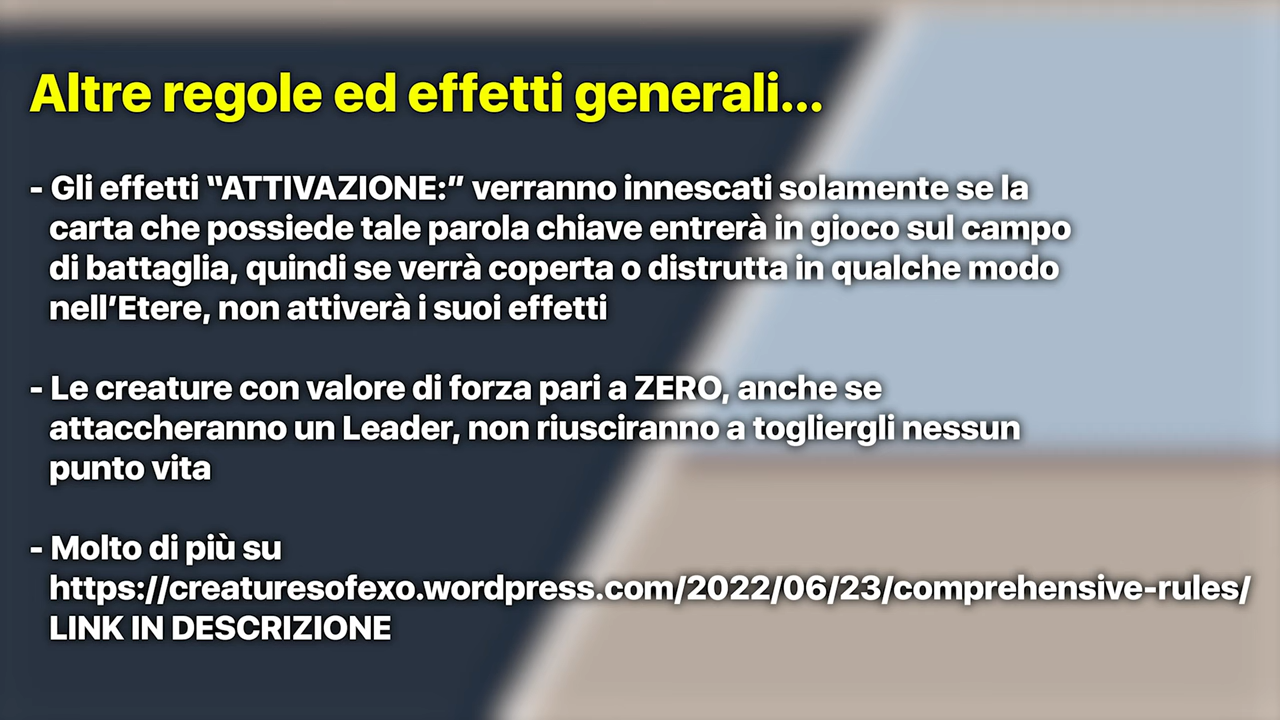 Altre regole ed effetti generali...
- Gli effetti “ATTIVAZIONE:” verranno innescati solamente se la
carta che possiede tale parola chiave entrerà in gioco sul campo
di battaglia, quindi se verrà coperta o distrutta in qualche modo
nell’Etere, non attiverà i suoi effetti
- Le creature con valore di forza pari a ZERO, anche se
attaccheranno un Leader, non riusciranno a togliergli nessun
punto vita
- Molto di più su
https://creaturesofexo.wordpress.com/2022/06/23/comprehensive-rules/
LINK IN DESCRIZIONE